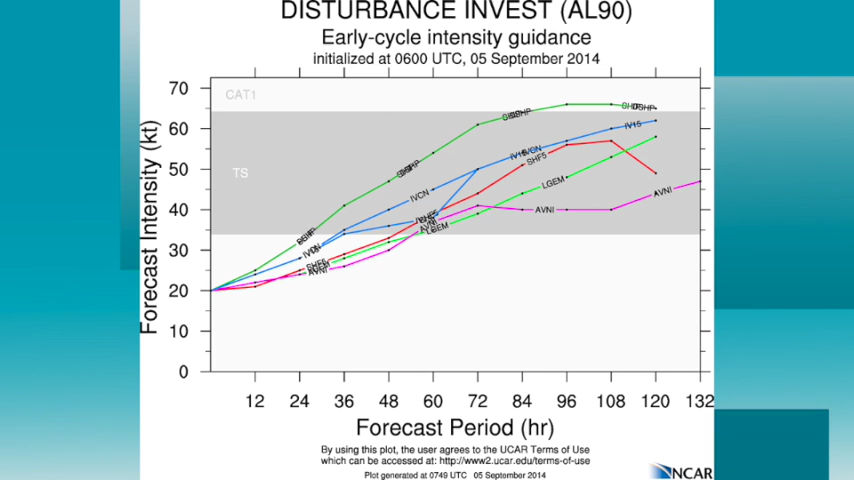 DISTURBANCE INVEST (AL90)
Early-cycle intensity guidance
initialized at 0600 UTC, 05 September 2014
Forecast Intensity (kt)
70
60
50
40
30
20
10
0
CAT1
TS
IVCN
SHF5
LGEM
AVNI
IV15
AVNI
LGEM
AVNI
12 24 36 48 60 72 84 96 108 120 132
Forecast Period (hr)
By using this plot, the user agrees to the UCAR Terms of Use
which can be accessed at: http://www2.ucar.edu/terms-of-use
Plot generated at 0749 UTC 05 September 2014
NCAR